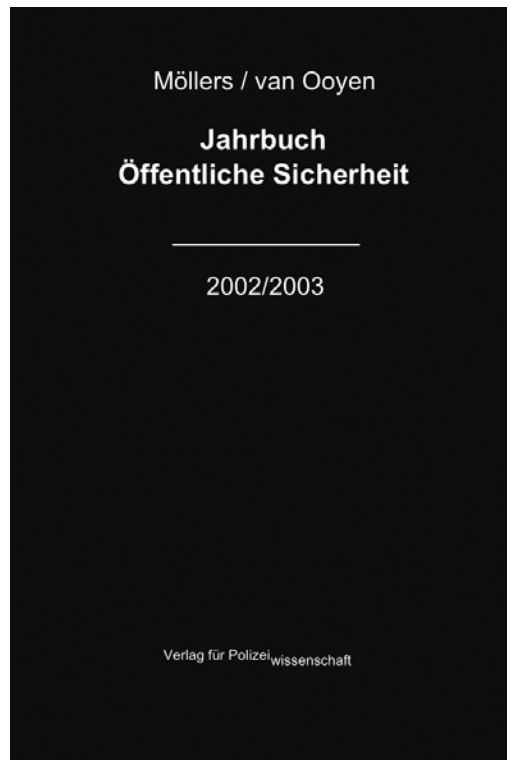 Möllers / van Ooyen
Jahrbuch
Öffentliche Sicherheit
2002/2003
Verlag für Polizeiwissenschaft